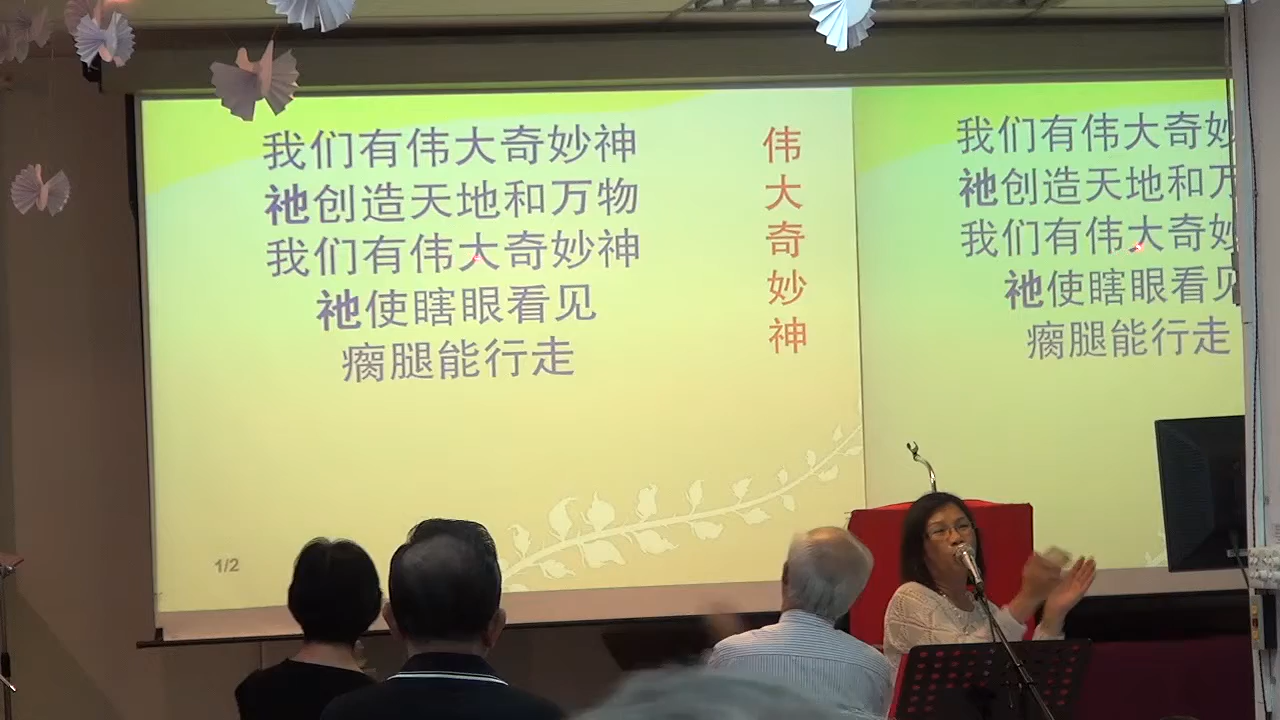 我们有伟大奇妙神
祂创造天地和万物
我们有伟大奇妙神
祂使瞎眼看见
瘸腿能行走
伟大奇妙神
1/2
我们有伟大奇妙
祂创造天地和万
我们有伟大奇妙
祂使瞎眼看见
瘸腿能行走